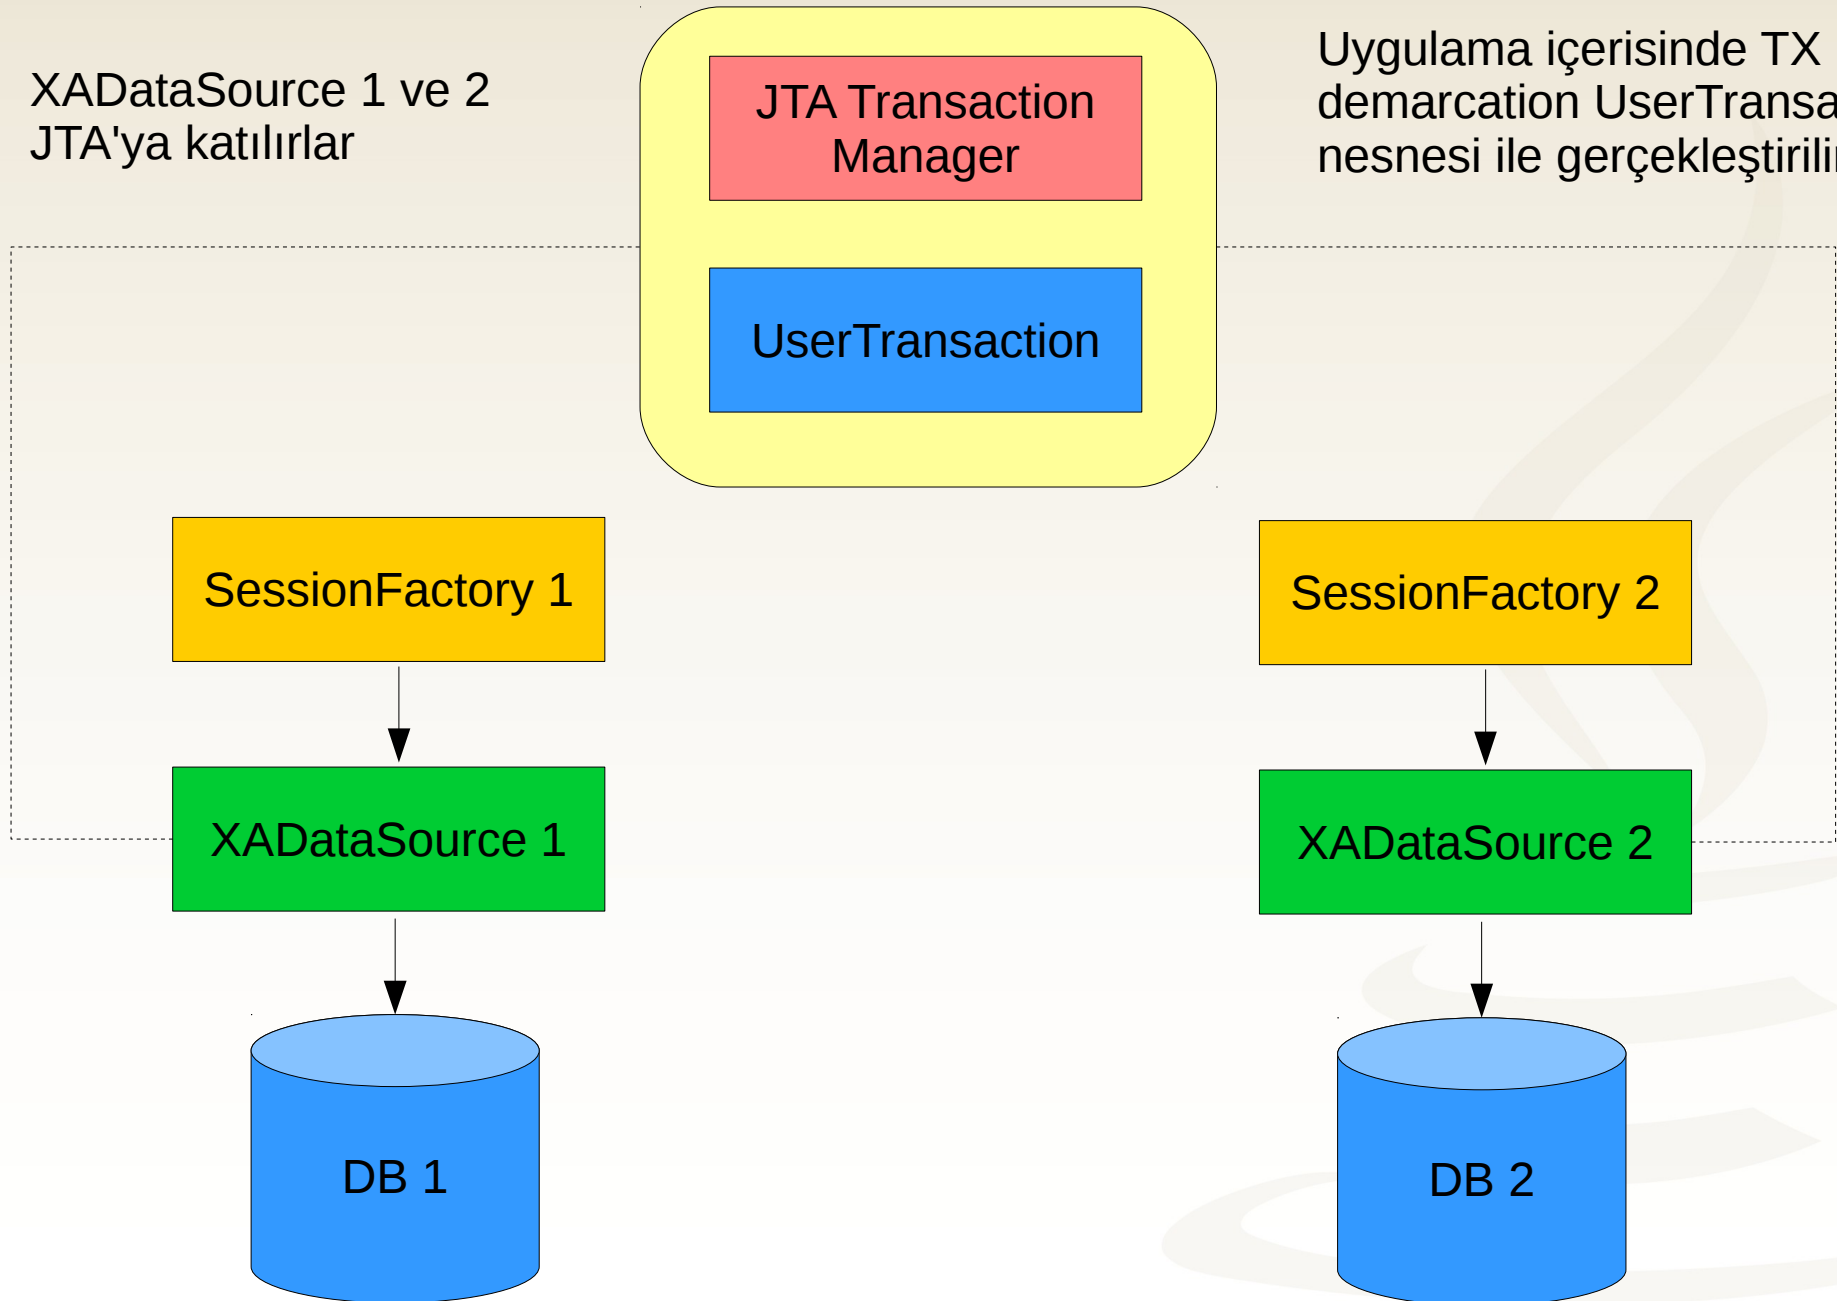 XADataSource 1 ve 2
JTA'ya katılırlar
JTA Transaction
Manager
Uygulama içerisinde TX
demarcation
nesnesi ile
UserTransaction
SessionFactory 1
SessionFactory 2
XADataSource 1
XADataSource 2
DB 1
DB 2